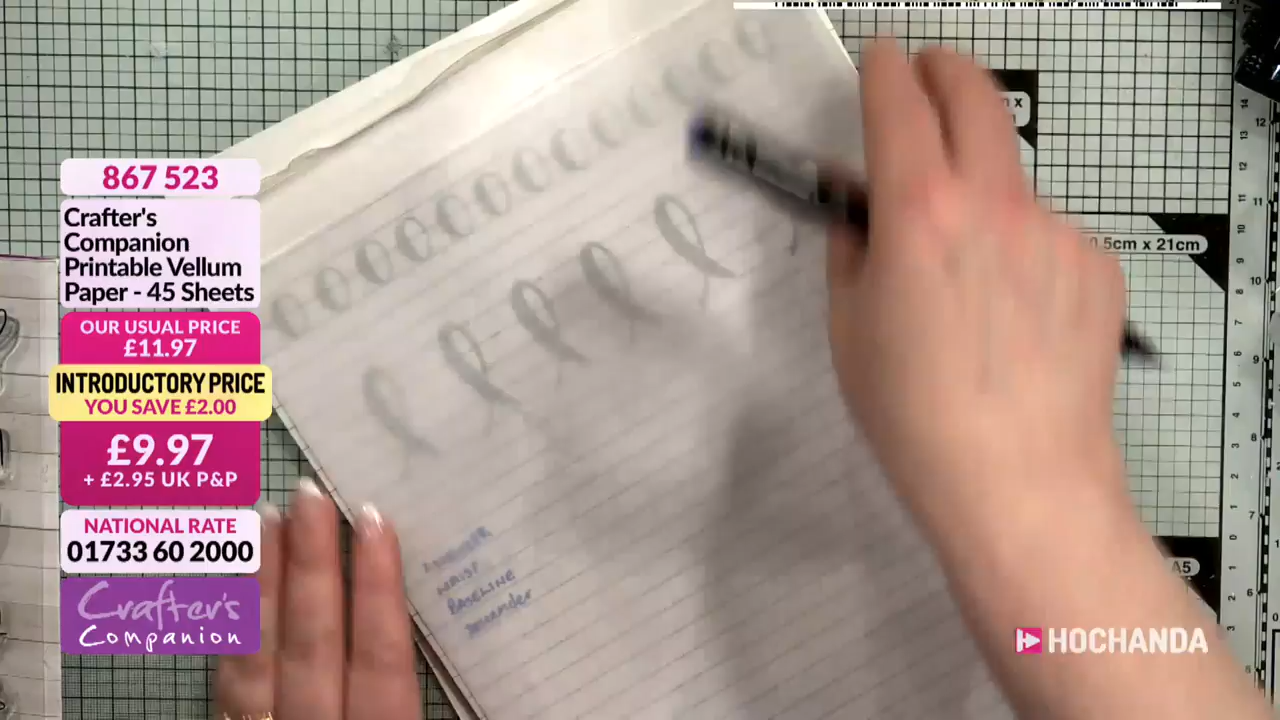 867 523
Crafter's
Companion
Printable Vellum
Paper - 45 Sheets
OUR USUAL PRICE
£11.97
INTRODUCTORY PRICE
YOU SAVE £2.00
£9.97
+ £2.95 UK P&P
NATIONAL RATE
01733 60 2000
Crafter's
Companion
WAIST
BASELINE
0.5cm x 21cm
A5
HOCHANDA